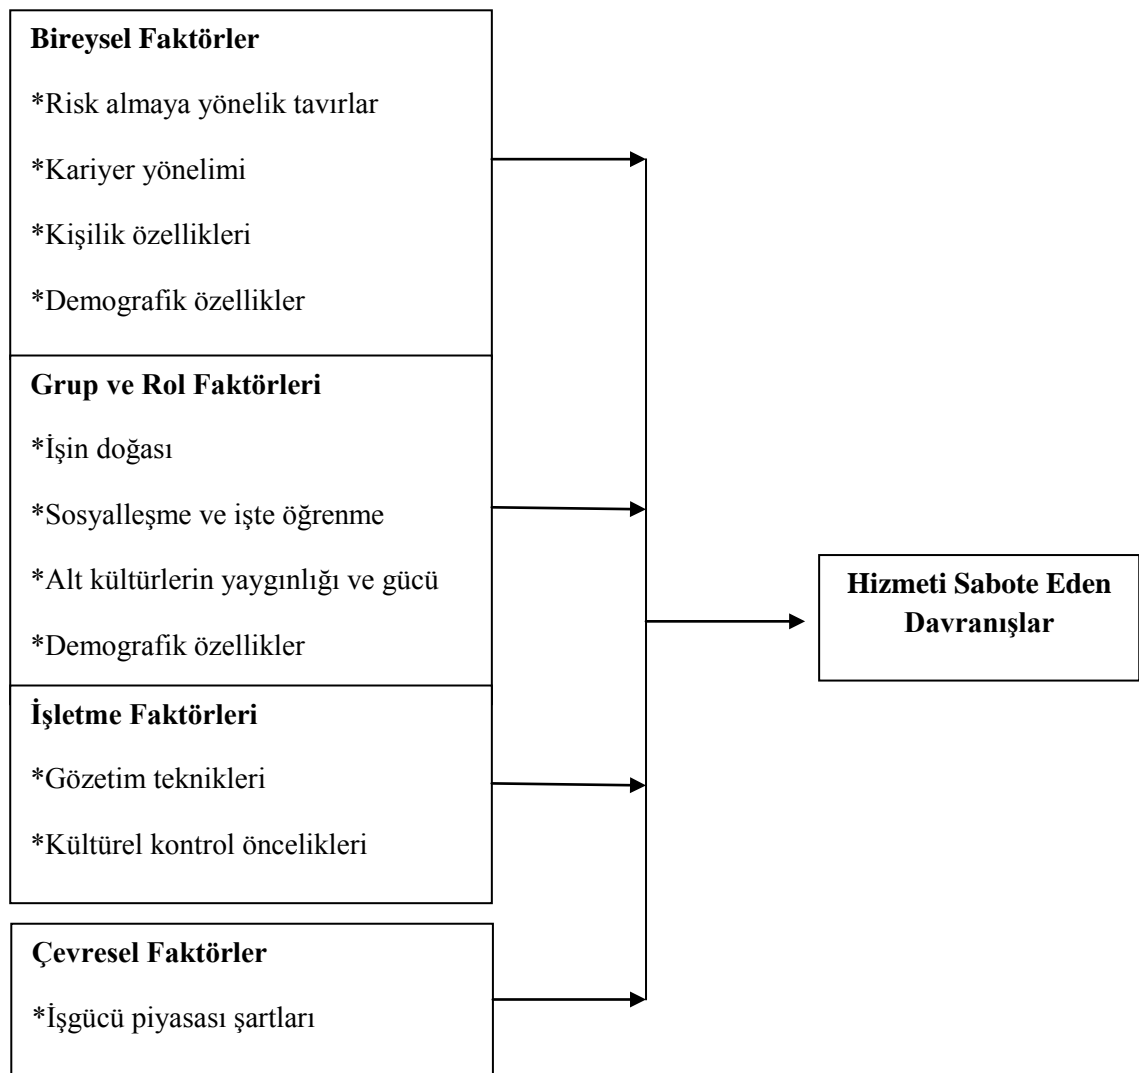 Bireysel Faktörler
*Risk almaya yönelik tavırlar
*Kariyer yönelimi
*Kişilik özellikleri
*Demografik özellikler
Grup ve Rol Faktörleri
*İşin doğası
*Sosyalleşme ve işte öğrenme
*Alt kültürlerin yaygınlığı ve gücü
*Demografik özellikler
İşletme Faktörleri
*Gözetim teknikleri
*Kültürel kontrol öncelikleri
Çevresel Faktörler
*İşgücü piyasası şartları
Hizmeti Sabote Eden
Davranışlar